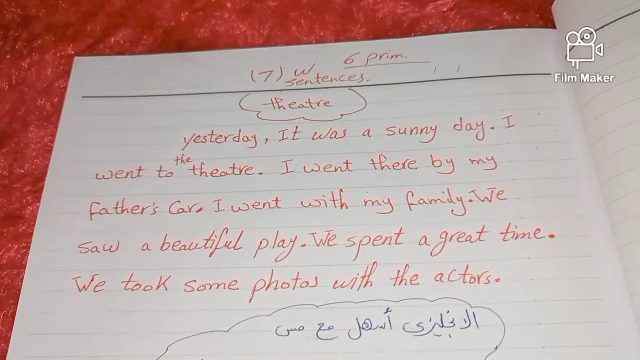 6 prim.
(7) W
sentences.
Film Maker
theatre
yesterday, It was a sunny day. I
went to the theatre. I went there by my
father's Car. I went with my family. We
saw a beautiful play. We spent a great time.
We took some photos with the actors.
الإنجليزى أسهل مع مس